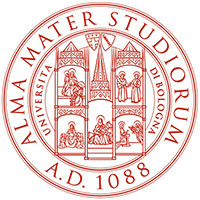 ALMA MATER STUDIORUM
A.D. 1088
UNIVERSITÀ
DI BOLOGNA